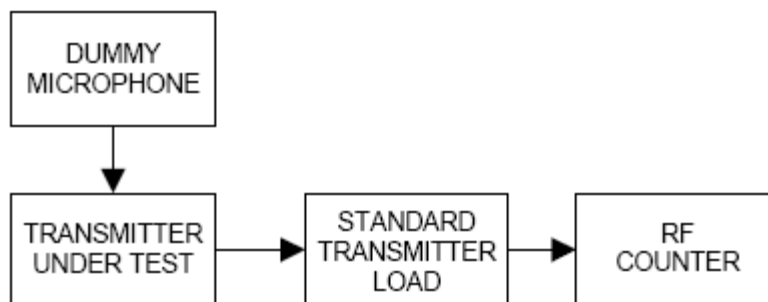 DUMMY
MICROPHONE
TRANSMITTER
UNDER TEST
STANDARD
TRANSMITTER
LOAD
RF
COUNTER